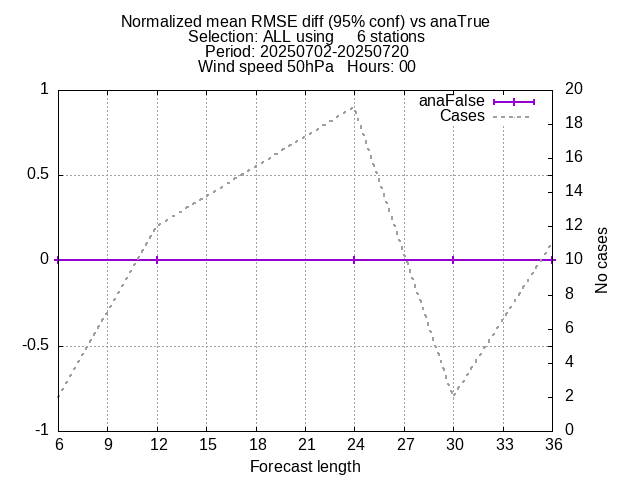 Normalized mean RMSE diff (95% conf) vs anaTrue
Selection: ALL using     6 stations
Period: 20250702-20250720
Wind speed 50hPa   Hours: 00
anaFalse
Cases
1
0.5
0
-0.5
-1
20
18
16
14
12
10
8
6
4
2
0
No cases
6 9 12 15 18 21 24 27 30 33 36
Forecast length